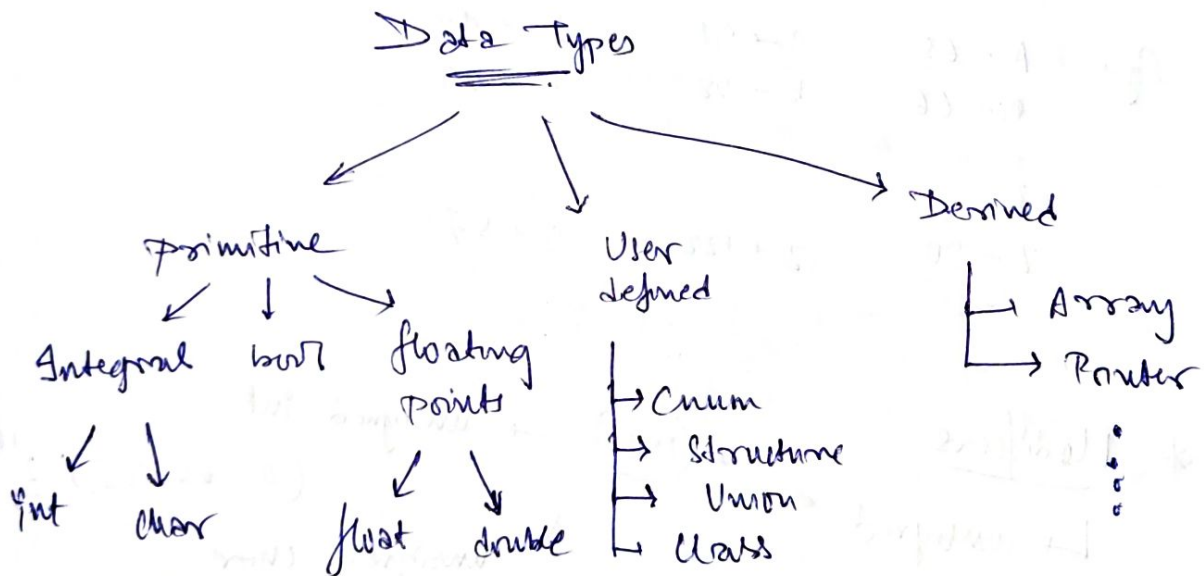 Data Types
primitive
User
defined
Derived
Integral
bool
floating
points
int
char
float
double
Enum
Structure
Union
Class
Array
Pointer